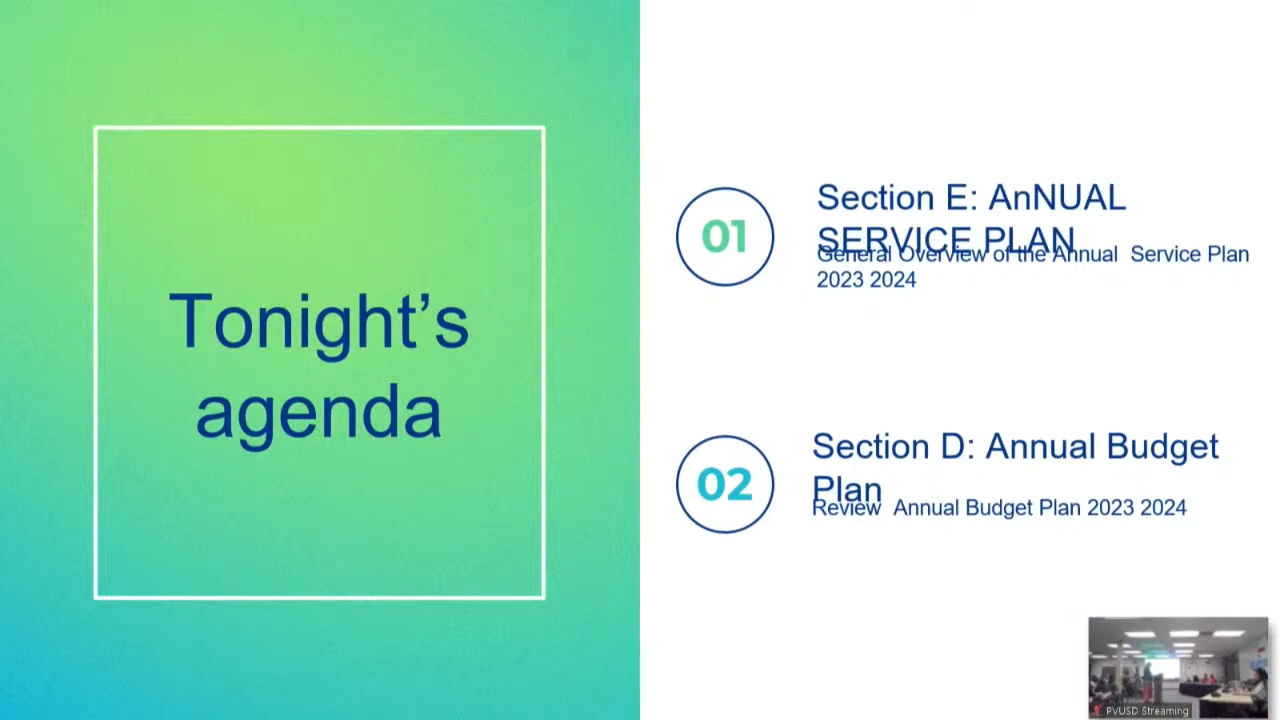 Tonight’s
agenda
01
Section E: AnNUAL
SERVICE PLAN
General Overview of the Annual  Service Plan
2023 2024
02
Section D: Annual Budget
Plan
Review  Annual Budget Plan 2023 2024
PVUSD Streaming